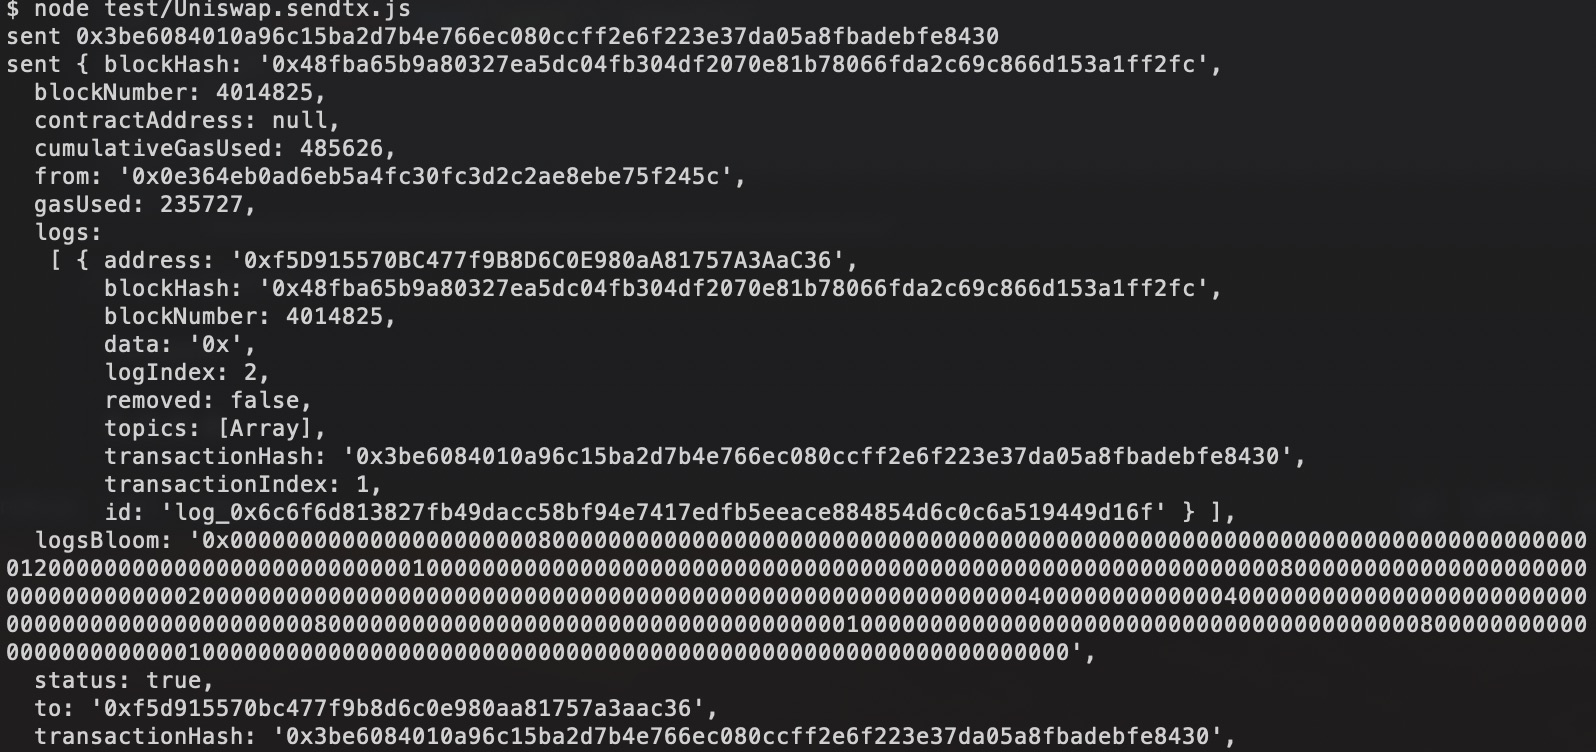 $ node test/Uniswap.sendtx.js
sent 0x3be6084010a96c15ba2d7b4e766ec080ccff2e6f223e37da05a8fbadebfe8430
sent { blockHash: '0x48fba65b9a80327ea5dc04fb304df2070e81b78066fda2c69c866d153a1ff2fc',
blockNumber: 4014825,
contractAddress: null,
cumulativeGasUsed: 485626,
from: '0x0e364eb0ad6eb5a4fc30fc3d2c2ae8ebe75f245c',
gasUsed: 235727,
logs:
[ { address: '0xf5D915570BC477f9B8D6C0E980aA81757A3AaC36',
blockHash: '0x48fba65b9a80327ea5dc04fb304df2070e81b78066fda2c69c866d153a1ff2fc',
blockNumber: 4014825,
data: '0x',
logIndex: 2,
removed: false,
topics: [Array],
transactionHash: '0x3be6084010a96c15ba2d7b4e766ec080ccff2e6f223e37da05a8fbadebfe8430',
transactionIndex: 1,
id: 'log_0x6c6f6d813827fb49dacc58bf94e7417edfb5eeace884854d6c0c6a519449d16f' } ],
logsBloom:
status: true,
to: '0xf5d915570bc477f9b8d6c0e980aa81757a3aac36',
transactionHash: '0x3be6084010a96c15ba2d7b4e766ec080ccff2e6f223e37da05a8fbadebfe8430',